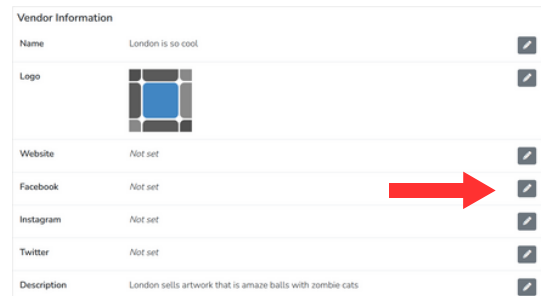 Vendor Information
Name London is so cool
Logo
Website Not set
Facebook Not set
Instagram Not set
Twitter Not set
Description London sells artwork that is amaze balls with zombie cats